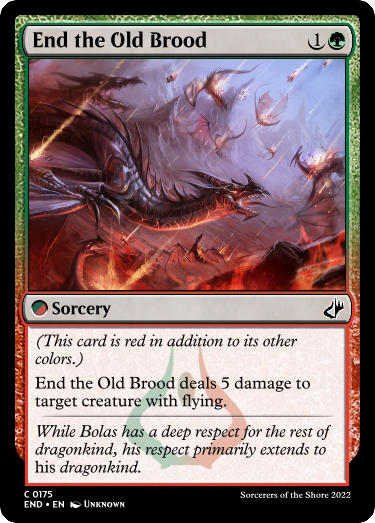 End the Old Brood 1
Sorcery
(This card is red in addition to its other
colors.)
End the Old Brood deals 5 damage to
target creature with flying.
While Bolas has a deep respect for the rest of
dragonkind, his respect primarily extends to
his dragonkind.
C 0175
END • EN Unknown
Sorcerers of the Shore 2022